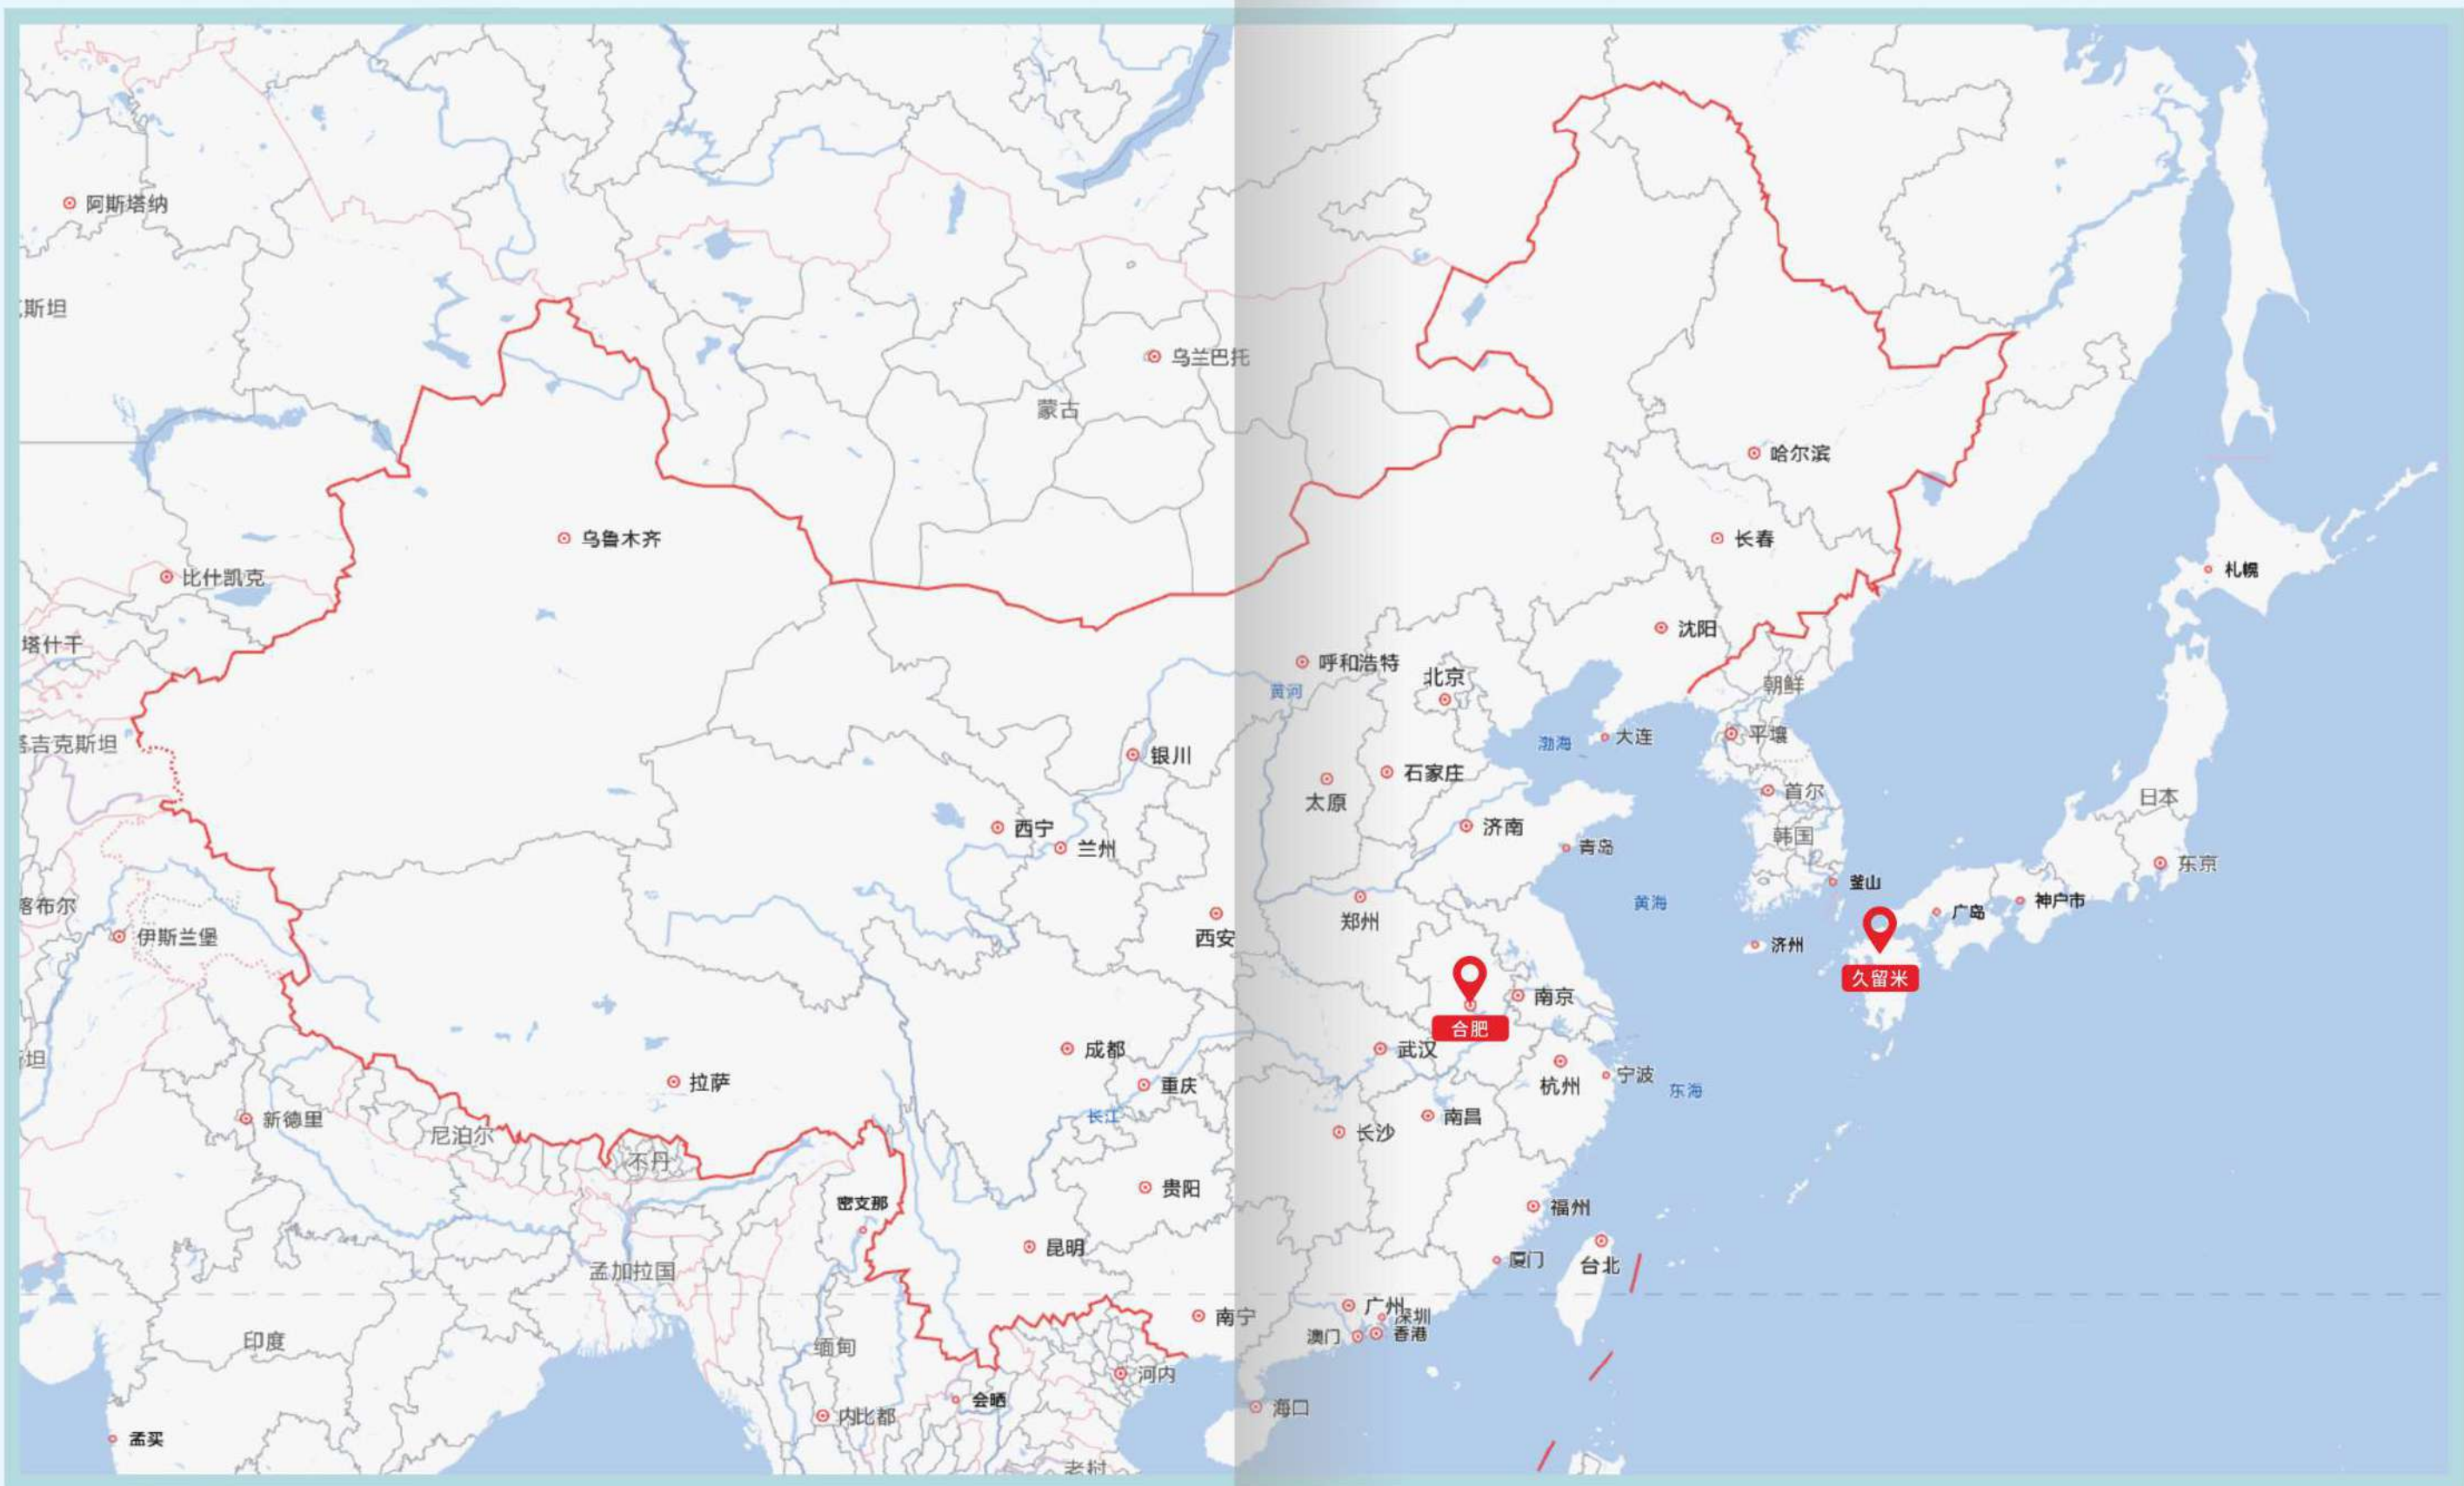 阿斯塔纳
斯坦
乌兰巴托
蒙古
哈尔滨
乌鲁木齐
长春
比什凯克
札幌
塔什干
沈阳
呼和浩特
北京
朝鲜
黄河
平壤
大连
渤海
吉克斯坦
银川
石家庄
首尔
太原
日本
西宁
济南
韩国
兰州
青岛
东京
釜山
喀布尔
黄海
神户市
广岛
郑州
伊斯兰堡
西安
济州
久留米
南京
合肥
成都
武汉
坦
宁波
拉萨
重庆
杭州
东海
长江
南昌
新德里
尼泊尔
长沙
不丹
贵阳
密支那
福州
昆明
厦门
台北
孟加拉国
广州
南宁
深圳
香港
澳门
印度
缅甸
河内
会晒
海口
内比都
孟买
老挝